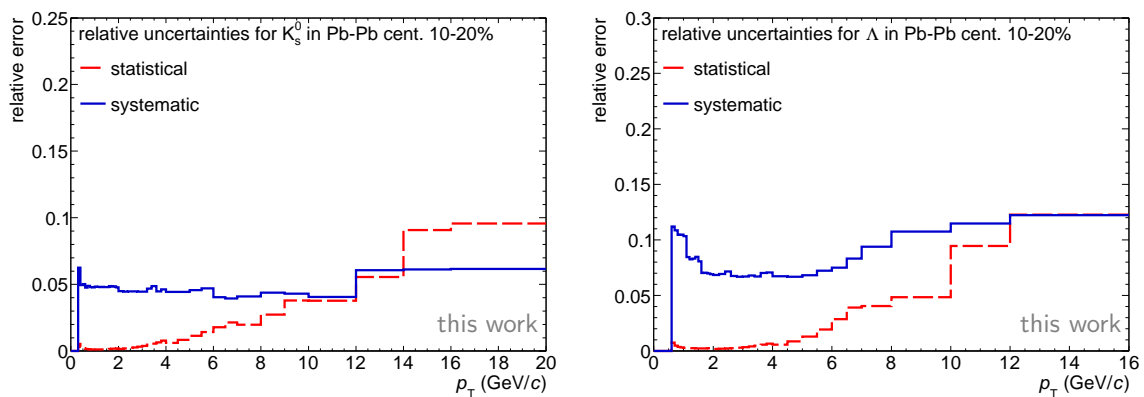 relative error
relative uncertainties for K⁰ₛ in Pb-Pb cent. 10-20%
statistical
systematic
0.25
0.2
0.15
0.1
0.05
0
this work
0 2 4 6 8 10 12 14 16 18 20
p_T (GeV/c)
relative error
relative uncertainties for Λ in Pb-Pb cent. 10-20%
statistical
systematic
0.3
0.25
0.2
0.15
0.1
0.05
0
this work
0 2 4 6 8 10 12 14 16
p_T (GeV/c)